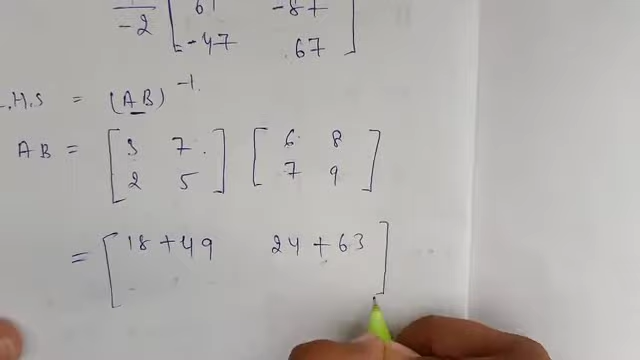 1/-2 [61 -87
-47 67]
L.H.S = (AB)⁻¹
AB = [3 7 2 5] [6 8 7 9]
= [18+49 24+63]